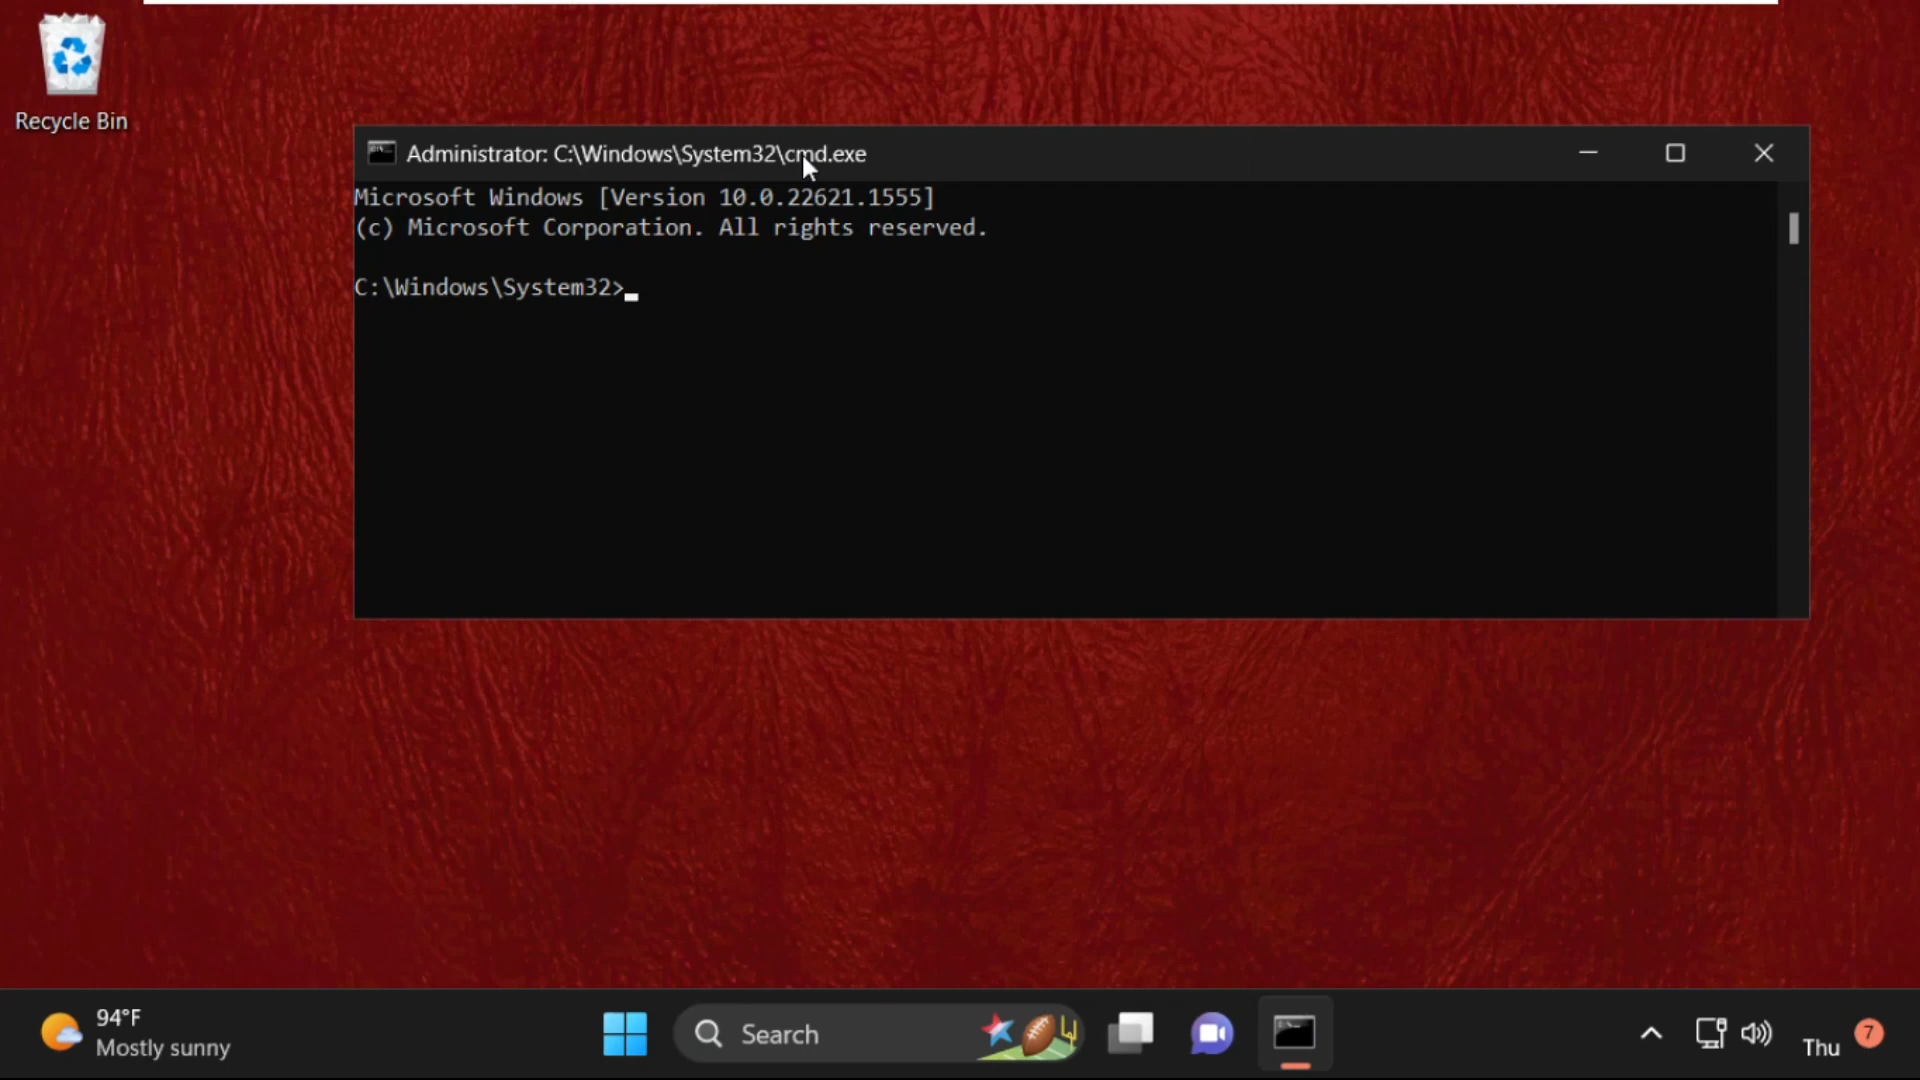 Recycle Bin
Administrator: C:\Windows\System32\cmd.exe
Microsoft Windows [Version 10.0.22621.1555]
(c) Microsoft Corporation. All rights reserved.
C:\Windows\System32>
94°F
Mostly sunny
Search
Thu
7